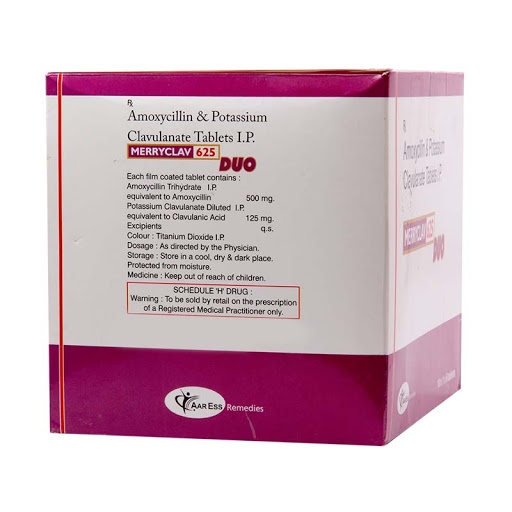 Rx
Amoxycillin & Potassium
Clavulanate Tablets I.P.
MERRYCLAV 625
DUO
Each film coated tablet contains :
Amoxycillin Trihydrate I.P.
equivalent to Amoxycillin 500 mg.
Potassium Clavulanate Diluted I.P.
equivalent to Clavulanic Acid 125 mg.
Excipients q.s.
Colour : Titanium Dioxide I.P.
Dosage : As directed by the Physician.
Storage : Store in a cool, dry & dark place.
Protected from moisture.
Medicine : Keep out of reach of children.
SCHEDULE 'H' DRUG :
Warning : To be sold by retail on the prescription
of a Registered Medical Practitioner only.
AAR ESS Remedies
Rx
Amoxycillin & Potassium
Clavulanate Tablets I.P.
MERRYCLAV 625
DUO